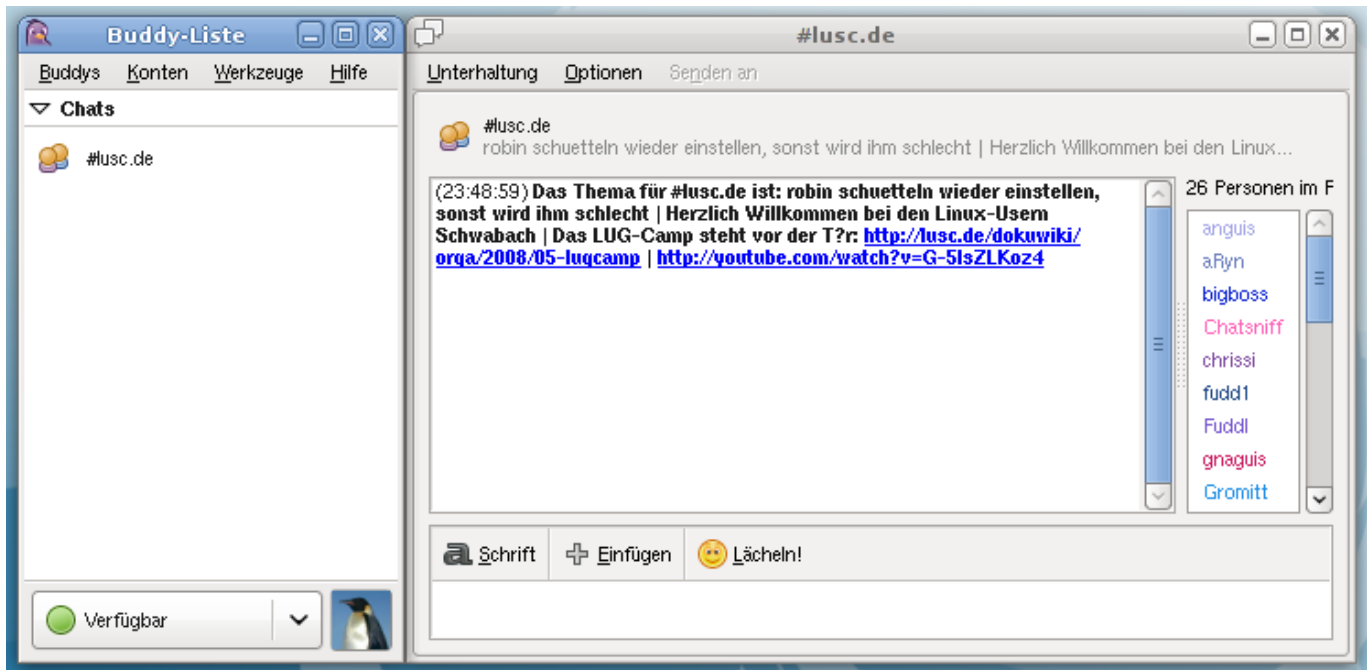 Buddy-Liste
Buddys Konten Werkzeuge Hilfe
Chats
#lusc.de
Verfügbar
#lusc.de
Unterhaltung Optionen Senden an
#lusc.de
robin schuetteln wieder einstellen, sonst wird ihm schlecht | Herzlich Willkommen bei den Linux...
(23:48:59) Das Thema für #lusc.de ist: robin schuetteln wieder einstellen,
sonst wird ihm schlecht | Herzlich Willkommen bei den Linux-Usern
Schwabach | Das LUG-Camp steht vor der T?r: http://lusc.de/dokuwiki/
orga/2008/05-lugcamp | http://youtube.com/watch?v=G-5IsZLKoz4
26 Personen im F
anguis
aRyn
bigboss
Chatsniff
chrissi
fudd1
Fuddl
gnaguis
Gromitt
Schrift Einfügen Lächeln!